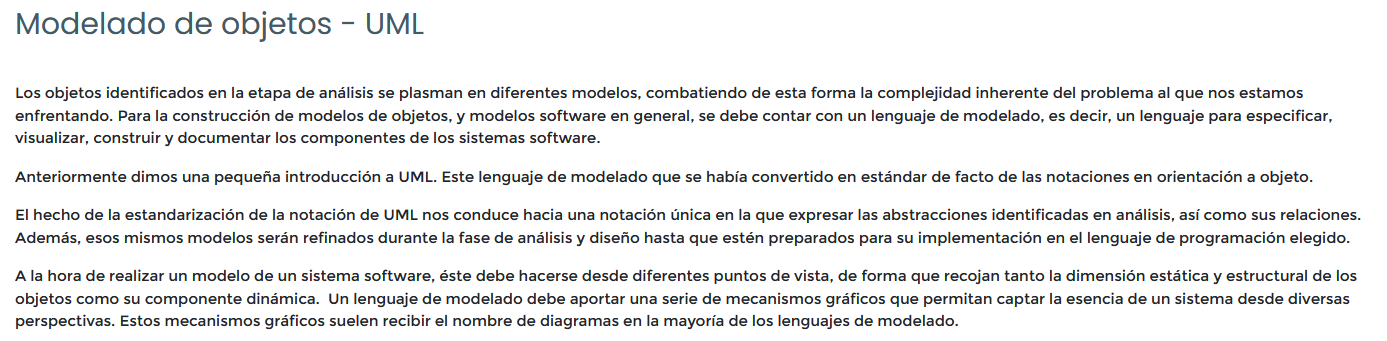 Modelado de objetos - UML
Los objetos identificados en la etapa de análisis se plasman en diferentes modelos, combatiendo de esta forma la complejidad inherente del problema al que nos estamos
enfrentando. Para la construcción de modelos de objetos, y modelos software en general, se debe contar con un lenguaje de modelado, es decir, un lenguaje para especificar,
visualizar, construir y documentar los componentes de los sistemas software.
Anteriormente dimos una pequeña introducción a UML. Este lenguaje de modelado que se había convertido en estándar de facto de las notaciones en orientación a objeto.
El hecho de la estandarización de la notación de UML nos conduce hacia una notación única en la que expresar las abstracciones identificadas en análisis, así como sus relaciones.
Además, esos mismos modelos serán refinados durante la fase de análisis y diseño hasta que estén preparados para su implementación en el lenguaje de programación elegido.
A la hora de realizar un modelo de un sistema software, éste debe hacerse desde diferentes puntos de vista, de forma que recojan tanto la dimensión estática y estructural de los
objetos como su componente dinámica. Un lenguaje de modelado debe aportar una serie de mecanismos gráficos que permitan captar la esencia de un sistema desde diversas
perspectivas. Estos mecanismos gráficos suelen recibir el nombre de diagramas en la mayoría de los lenguajes de modelado.